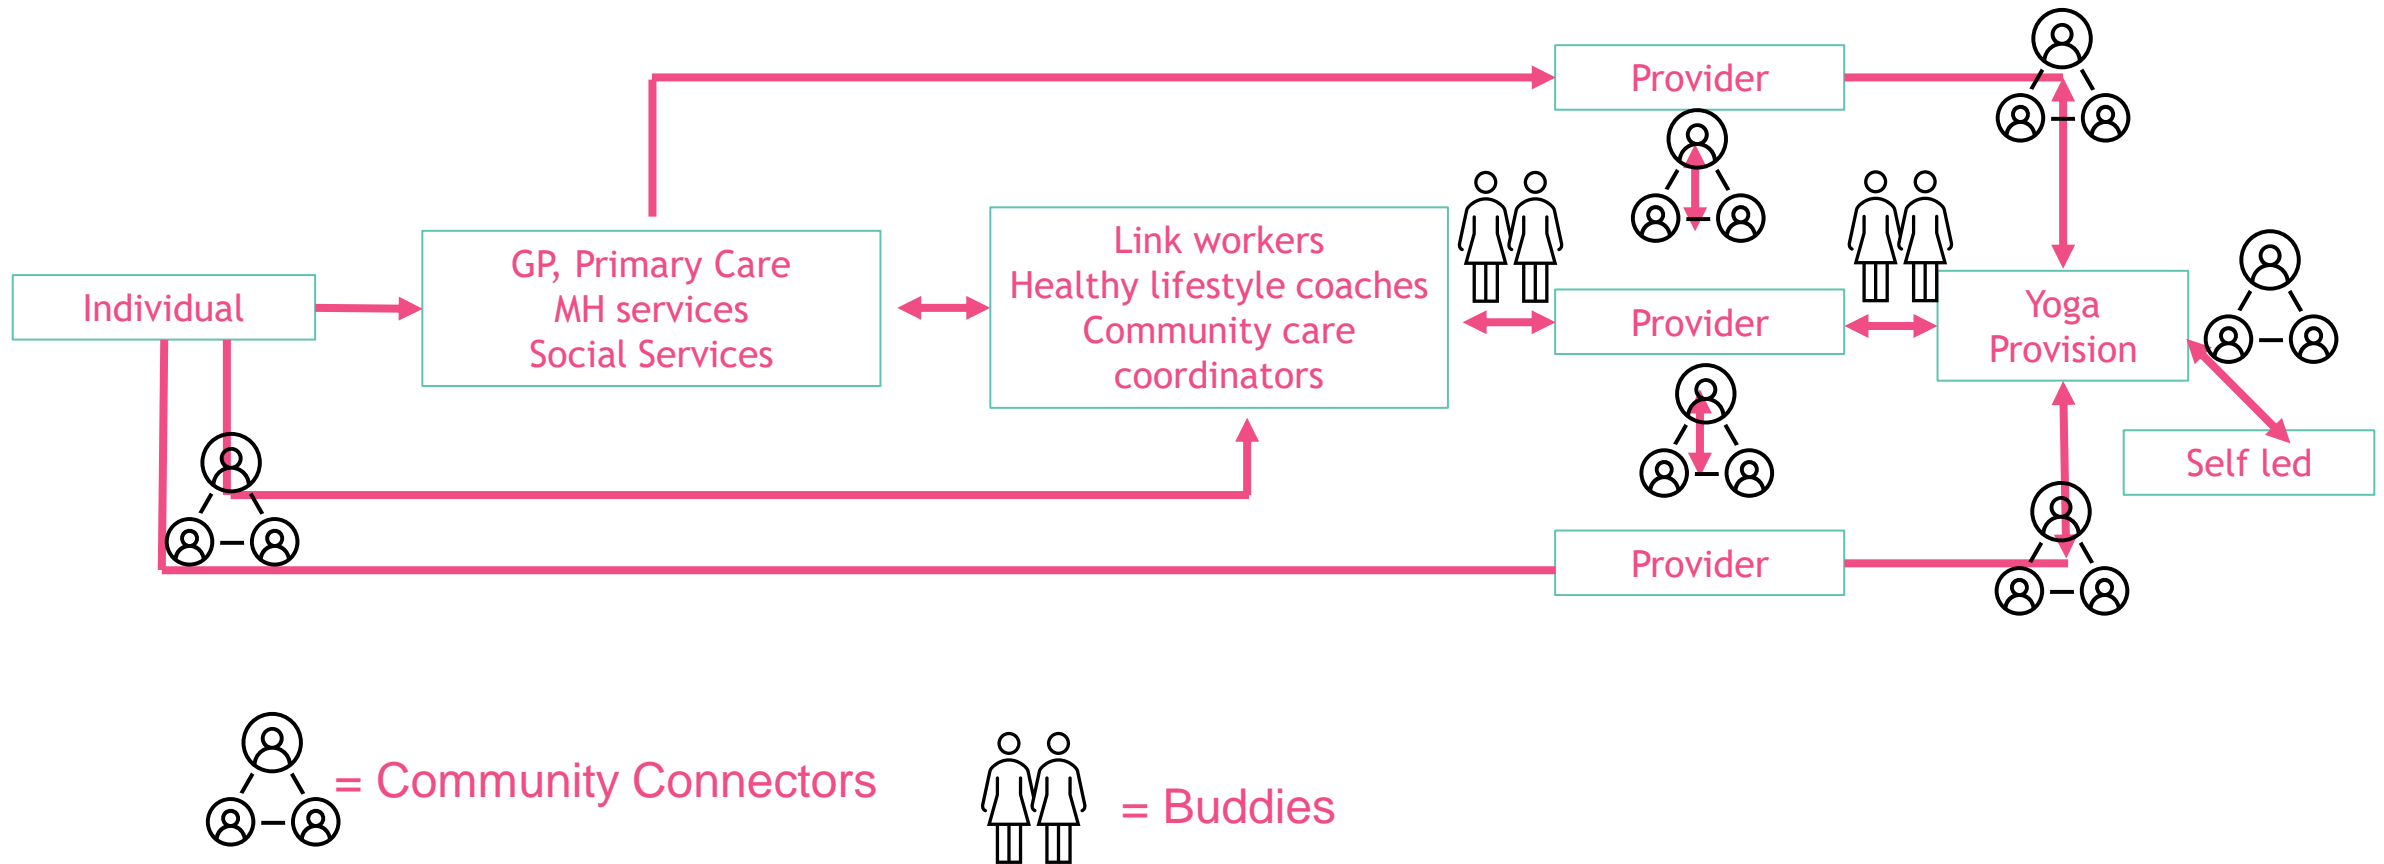 Provider
Individual
GP, Primary Care
MH services
Social Services
Link workers
Healthy lifestyle coaches
Community care
coordinators
Provider
Yoga
Provision
Self led
Provider
= Community Connectors
= Buddies